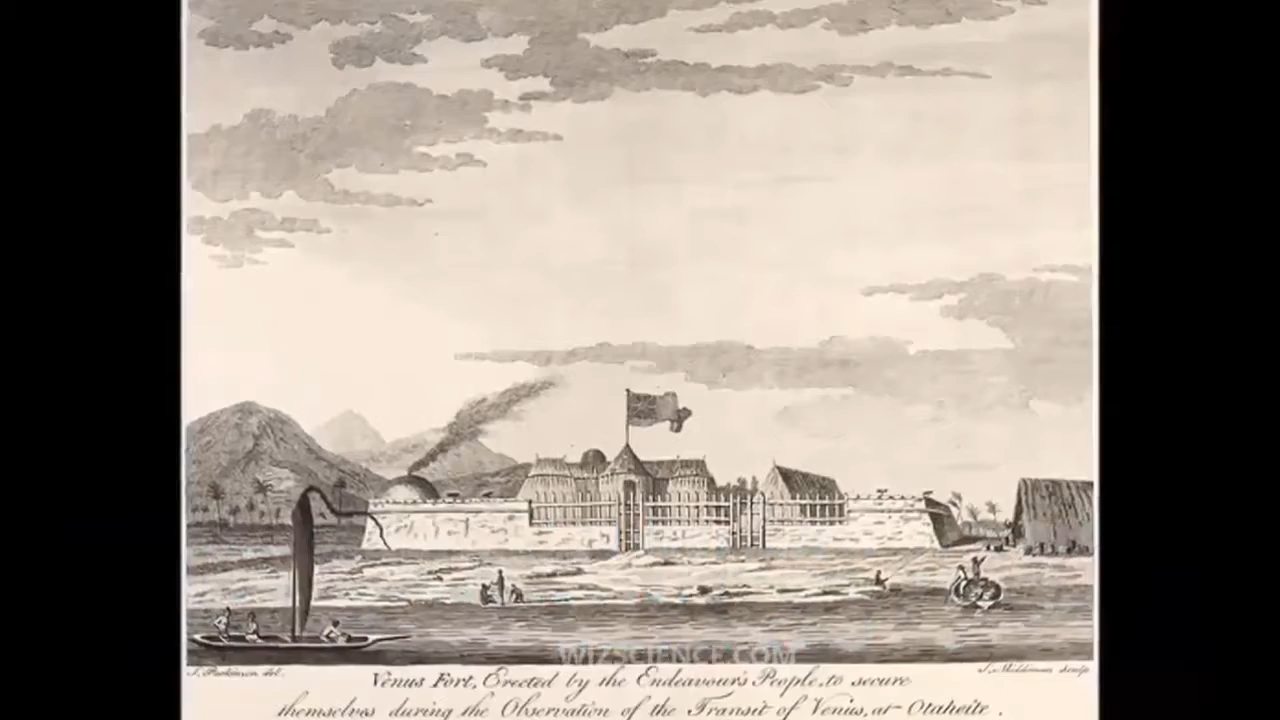 WIZSCIENCE.COM
S. Parkinson del.
J. Middiman sculp
Venus Fort, Erected by the Endeavour's People, to secure
themselves during the Observation of the Transit of Venus, at Otaheite.